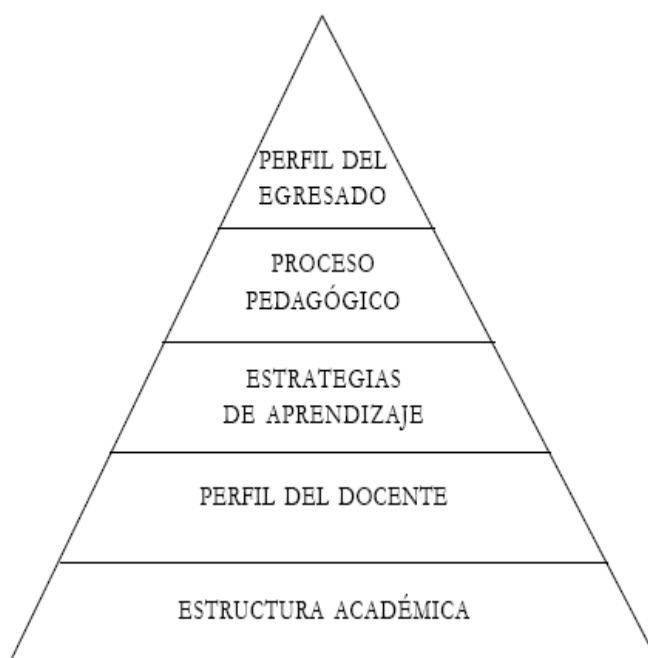 PERFIL DEL
EGRESADO
PROCESO
PEDAGÓGICO
ESTRATEGIAS
DE APRENDIZAJE
PERFIL DEL DOCENTE
ESTRUCTURA ACADÉMICA